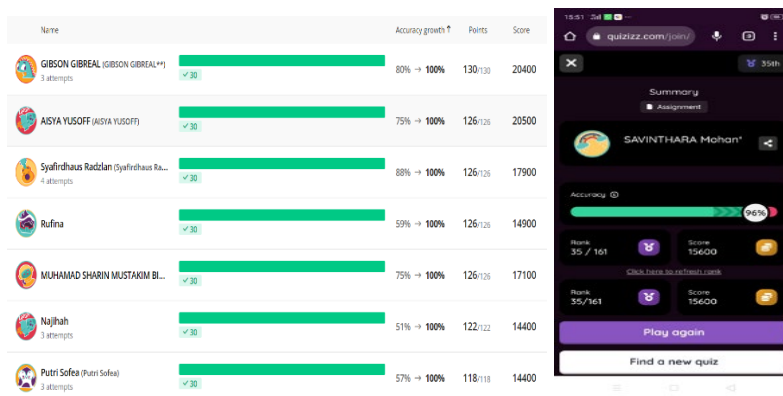 Name Accuracy growth ↑ Points Score
GIBSON GIBREAL (GIBSON GIBREAL**)
3 attempts
✓ 30
80% → 100% 130/130 20400
AISYA YUSOFF (AISYA YUSOFF)
✓ 30
75% → 100% 126/126 20500
Syafirdhaus Radzlan (Syafirdhaus Ra...
4 attempts
✓ 30
88% → 100% 126/126 17900
Rufina
✓ 30
59% → 100% 126/126 14900
MUHAMAD SHARIN MUSTAKIM BI...
✓ 30
75% → 100% 126/126 17100
Najihah
3 attempts
✓ 30
51% → 100% 122/122 14400
Putri Sofea (Putri Sofea)
3 attempts
✓ 30
57% → 100% 118/118 14400
15:51
quizizz.com/join/
35th
Summary
Assignment
SAVINTHARA Mohan*
Accuracy
96%
Rank
35 / 161
Score
15600
Click here to refresh rank
Rank
35/161
Score
15600
Play again
Find a new quiz